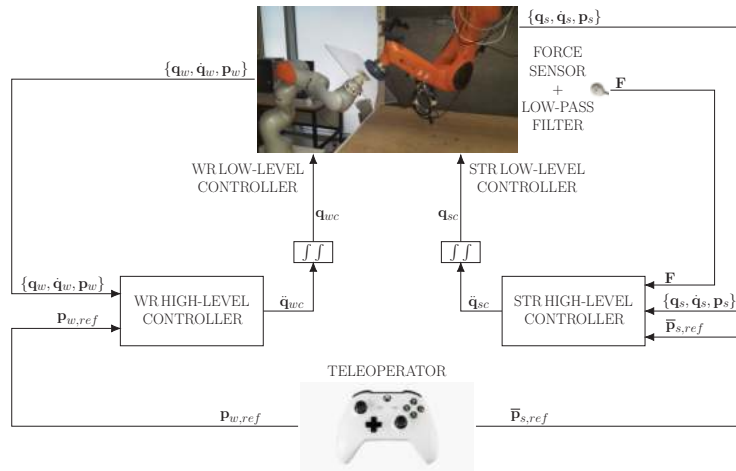 {q_s, q̇_s, p_s}
{q_w, q̇_w, p_w}
FORCE
SENSOR
+
LOW-PASS
FILTER
F
WR LOW-LEVEL
CONTROLLER
STR LOW-LEVEL
CONTROLLER
q_wc
q_sc
∫∫
∫∫
{q_w, q̇_w, p_w}
p_w,ref
WR HIGH-LEVEL
CONTROLLER
q̈_wc
q̈_sc
STR HIGH-LEVEL
CONTROLLER
F
{q_s, q̇_s, p_s}
p̅_s,ref
TELEOPERATOR
p_w,ref
p̅_s,ref